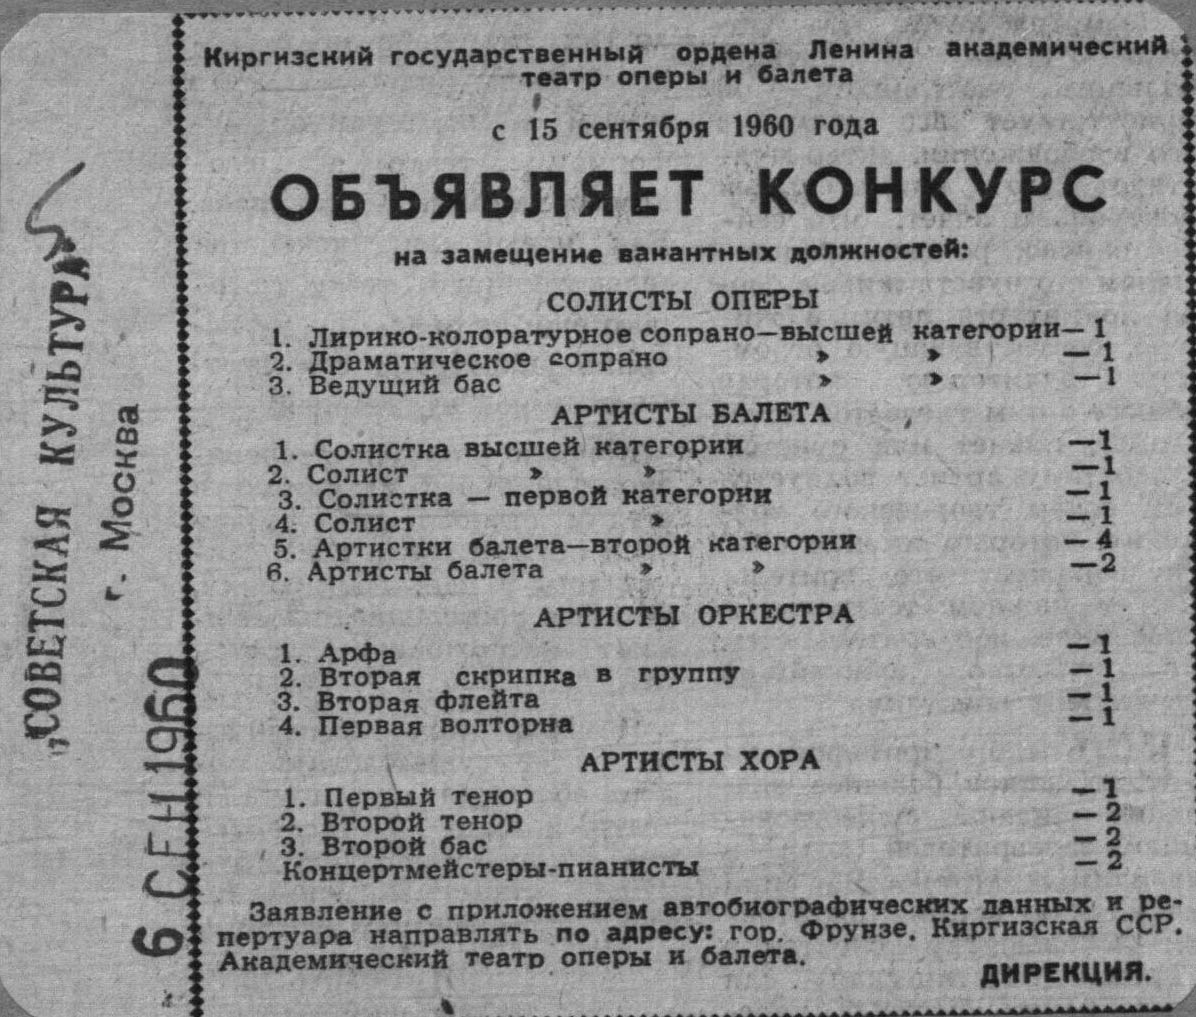 Киргизский государственный ордена Ленина академический
театр оперы и балета
с 15 сентября 1960 года
ОБЪЯВЛЯЕТ КОНКУРС
на замещение вакантных должностей:
СОЛИСТЫ ОПЕРЫ
1. Лирико-колоратурное сопрано—высшей категории— 1
2. Драматическое сопрано » » — 1
3. Ведущий бас » » —1
АРТИСТЫ БАЛЕТА
1. Солистка высшей категории —1
2. Солист » » —1
3. Солистка — первой категории — 1
4. Солист » — 1
5. Артистки балета—второй категории — 4
6. Артисты балета » » —2
АРТИСТЫ ОРКЕСТРА
1. Арфа —1
2. Вторая скрипка в группу — 1
3. Вторая флейта — 1
4. Первая волторна — 1
АРТИСТЫ ХОРА
1. Первый тенор — 1
2. Второй тенор — 2
3. Второй бас — 2
Концертмейстеры-пианисты — 2
Заявление с приложением автобиографических данных и ре-
пертуара направлять по адресу: гор. Фрунзе, Киргизская ССР.
Академический театр оперы и балета.
ДИРЕКЦИЯ.
„СОВЕТСКАЯ КУЛЬТУРА"
г. Москва
6 СЕН 1960